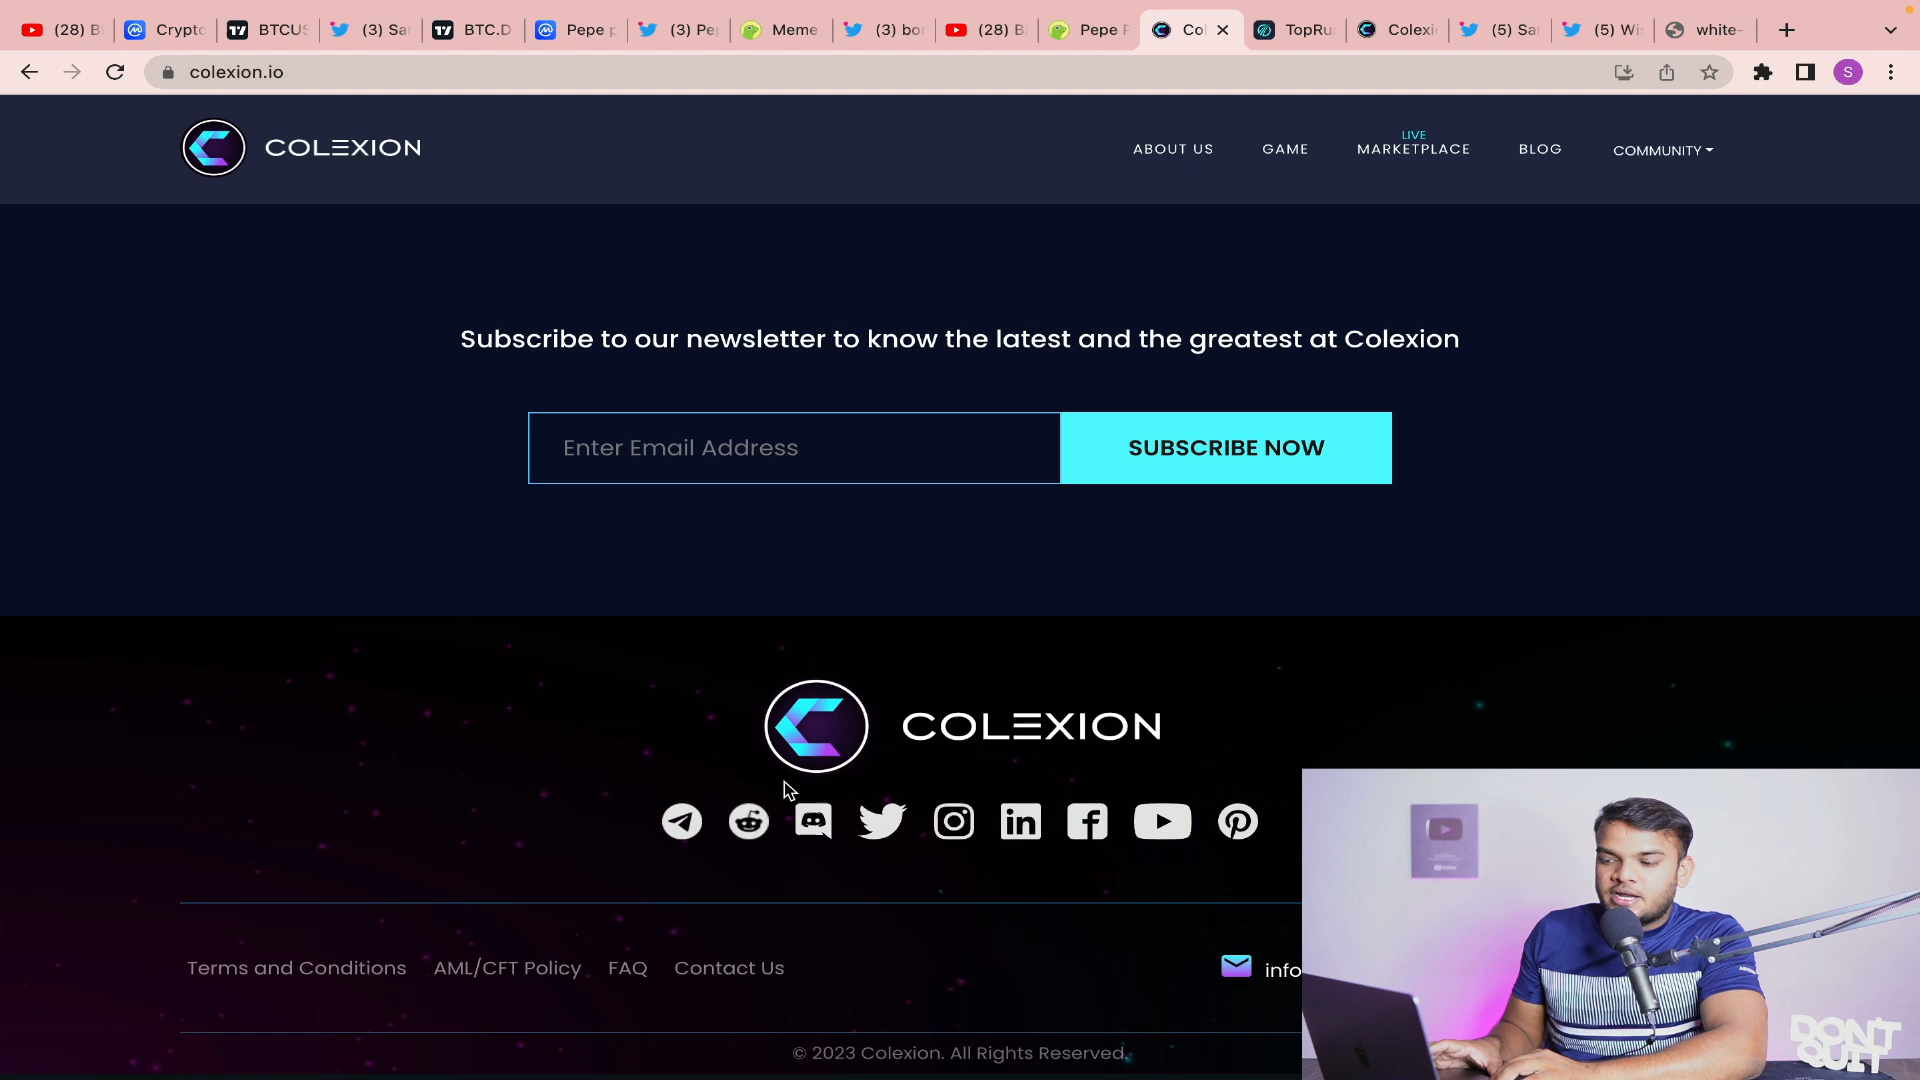 (28) B
Crypto
BTCUS
(3) Sa
BTC.D
Pepe p
(3) Pe
Meme
(3) bo
(28) B
Pepe F
Co
TopRu
Colexi
(5) Sa
(5) Wi
white-
colexion.io
S
COLEXION
ABOUT US
GAME
LIVE
MARKETPLACE
BLOG
COMMUNITY
Subscribe to our newsletter to know the latest and the greatest at Colexion
Enter Email Address
SUBSCRIBE NOW
COLEXION
Terms and Conditions
AML/CFT Policy
FAQ
Contact Us
info
© 2023 Colexion. All Rights Reserved.
DON'T
QUIT